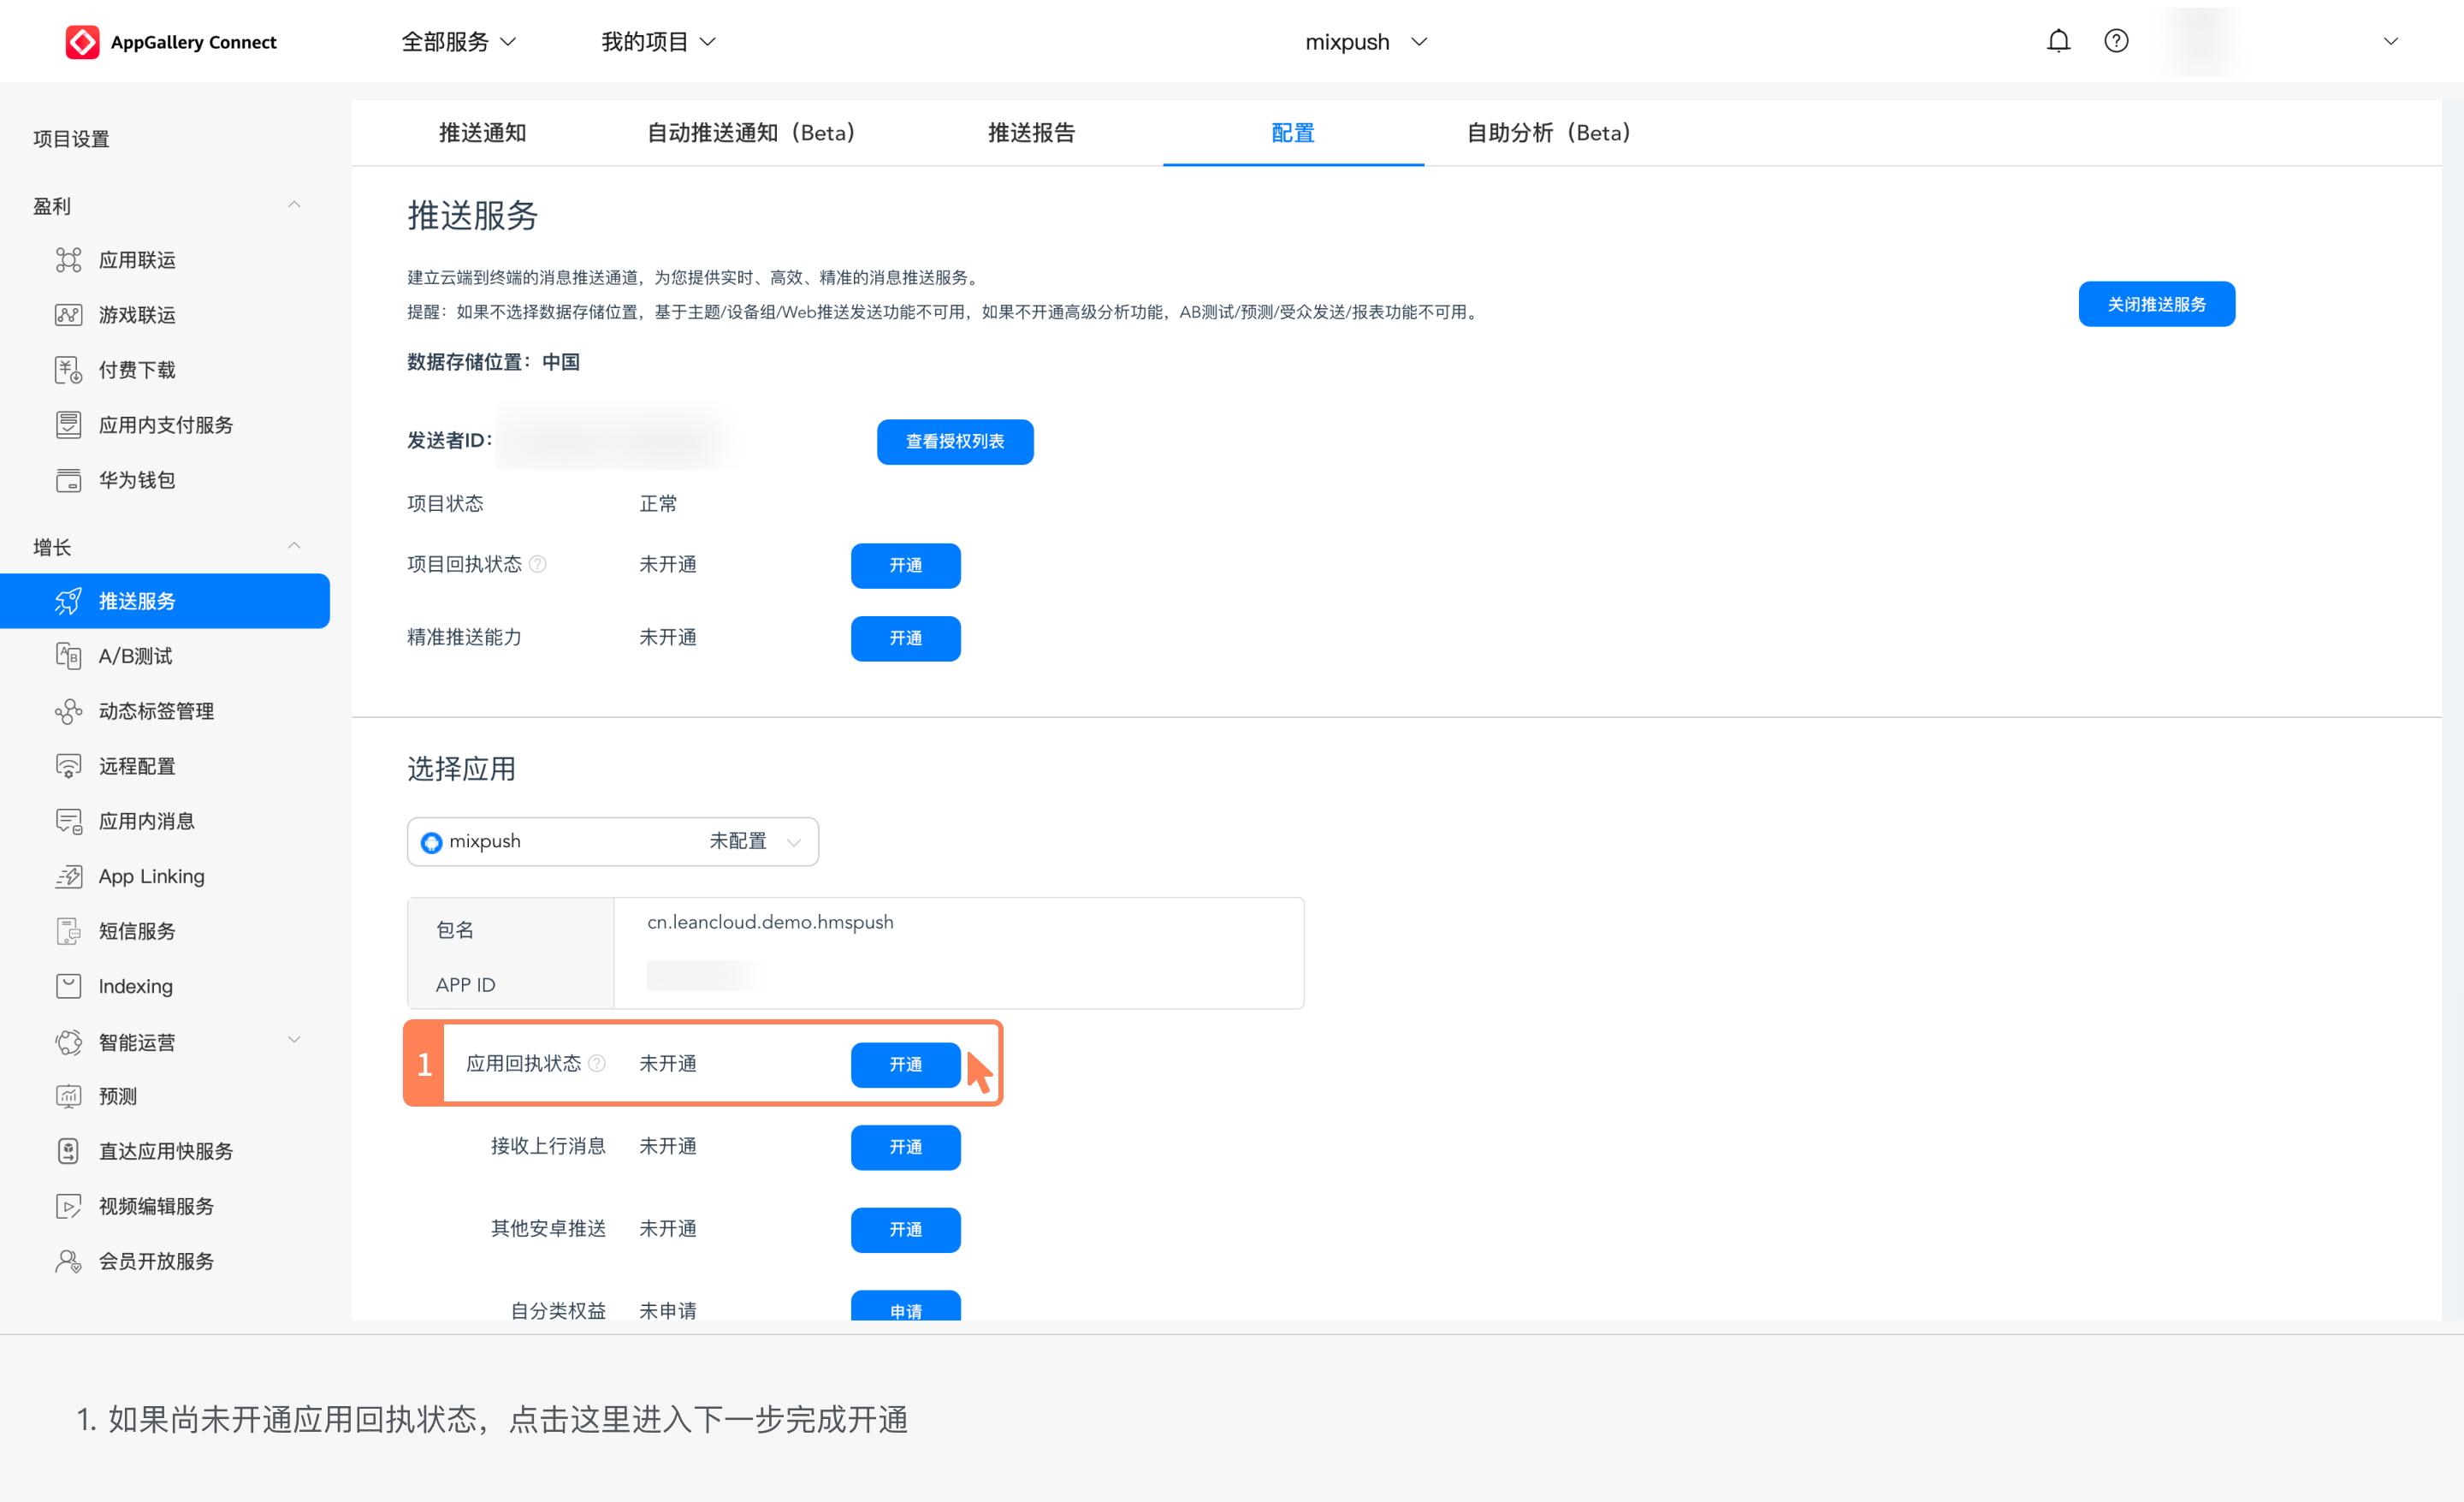 AppGallery Connect
全部服务
我的项目
mixpush
项目设置
盈利
应用联运
游戏联运
付费下载
应用内支付服务
华为钱包
增长
推送服务
A/B测试
动态标签管理
远程配置
应用内消息
App Linking
短信服务
Indexing
智能运营
预测
直达应用快服务
视频编辑服务
会员开放服务
推送通知
自动推送通知（Beta）
推送报告
配置
自助分析（Beta）
推送服务
建立云端到终端的消息推送通道，为您提供实时、高效、精准的消息推送服务。
提醒：如果不选择数据存储位置，基于主题/设备组/Web推送发送功能不可用，如果不开通高级分析功能，AB测试/预测/受众发送/报表功能不可用。
关闭推送服务
数据存储位置：中国
发送者ID：
查看授权列表
项目状态 正常
项目回执状态 未开通 开通
精准推送能力 未开通 开通
选择应用
mixpush 未配置
包名 cn.leancloud.demo.hmspush
APP ID
1 应用回执状态 未开通 开通
接收上行消息 未开通 开通
其他安卓推送 未开通 开通
自分类权益 未申请 申请
1. 如果尚未开通应用回执状态，点击这里进入下一步完成开通